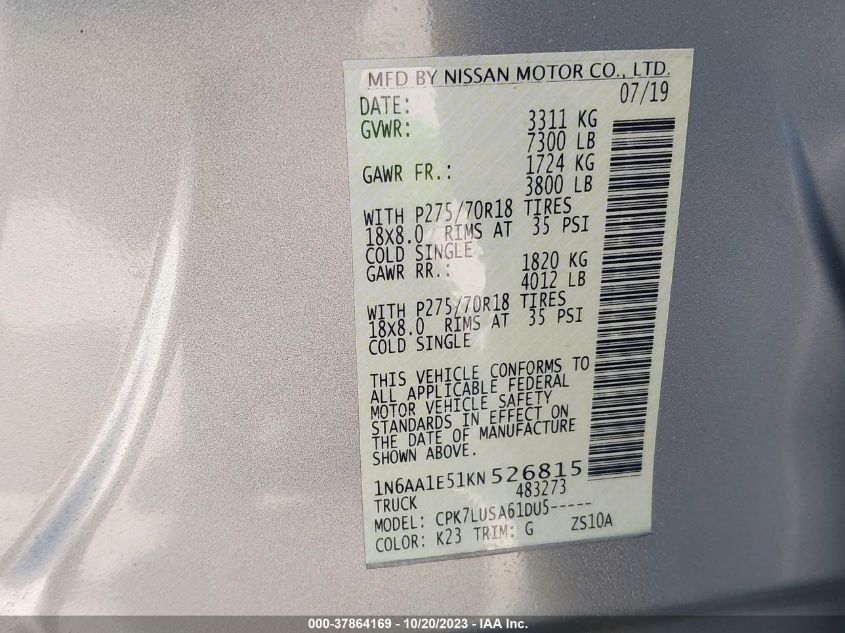 MFD BY NISSAN MOTOR CO., LTD.
DATE: 07/19
GVWR: 3311 KG
7300 LB
GAWR FR.: 1724 KG
3800 LB
WITH P275/70R18 TIRES
18X8.0 RIMS AT 35 PSI
COLD SINGLE
GAWR RR.: 1820 KG
4012 LB
WITH P275/70R18 TIRES
18X8.0 RIMS AT 35 PSI
COLD SINGLE
THIS VEHICLE CONFORMS TO
ALL APPLICABLE FEDERAL
MOTOR VEHICLE SAFETY
STANDARDS IN EFFECT ON
THE DATE OF MANUFACTURE
SHOWN ABOVE.
1N6AA1E51KN526815
TRUCK 483273
MODEL: CPK7LUSA61DU5-----
COLOR: K23 TRIM: G ZS10A
000-37864169 - 10/20/2023 - IAA Inc.